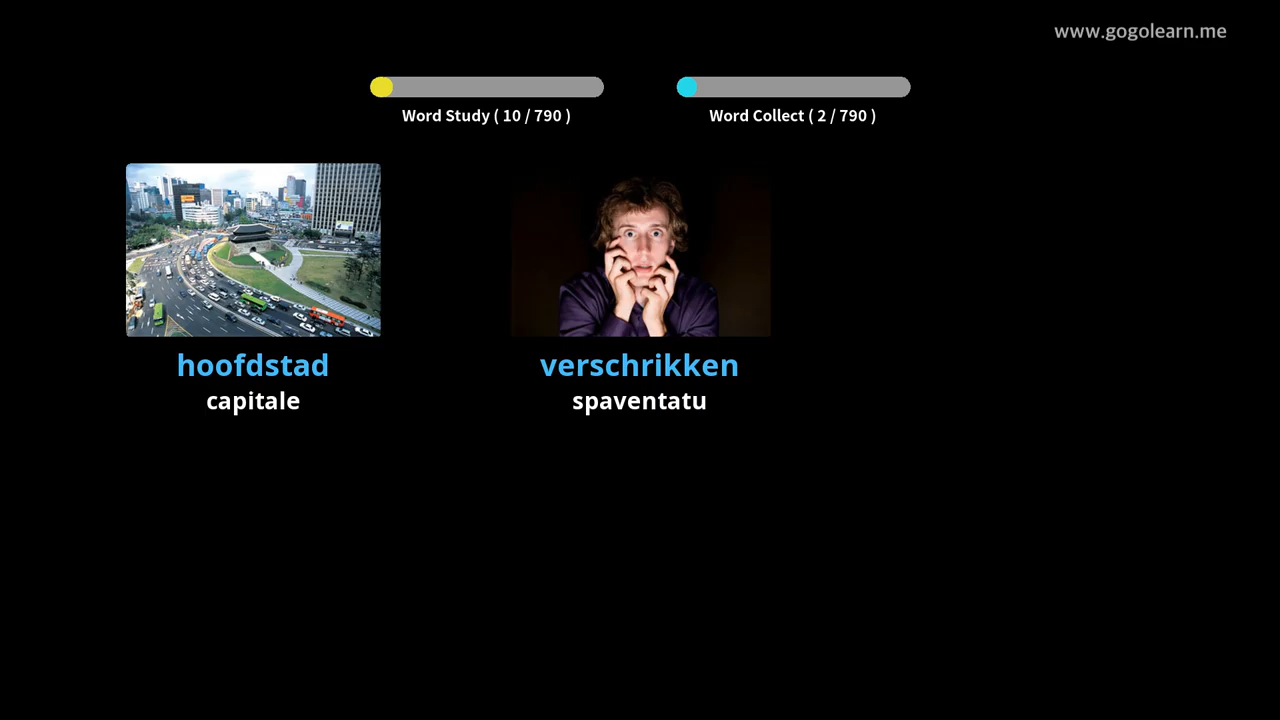 www.gogolearn.me
Word Study ( 10 / 790 )
Word Collect ( 2 / 790 )
hoofdstad
capitale
verschrikken
spaventatu